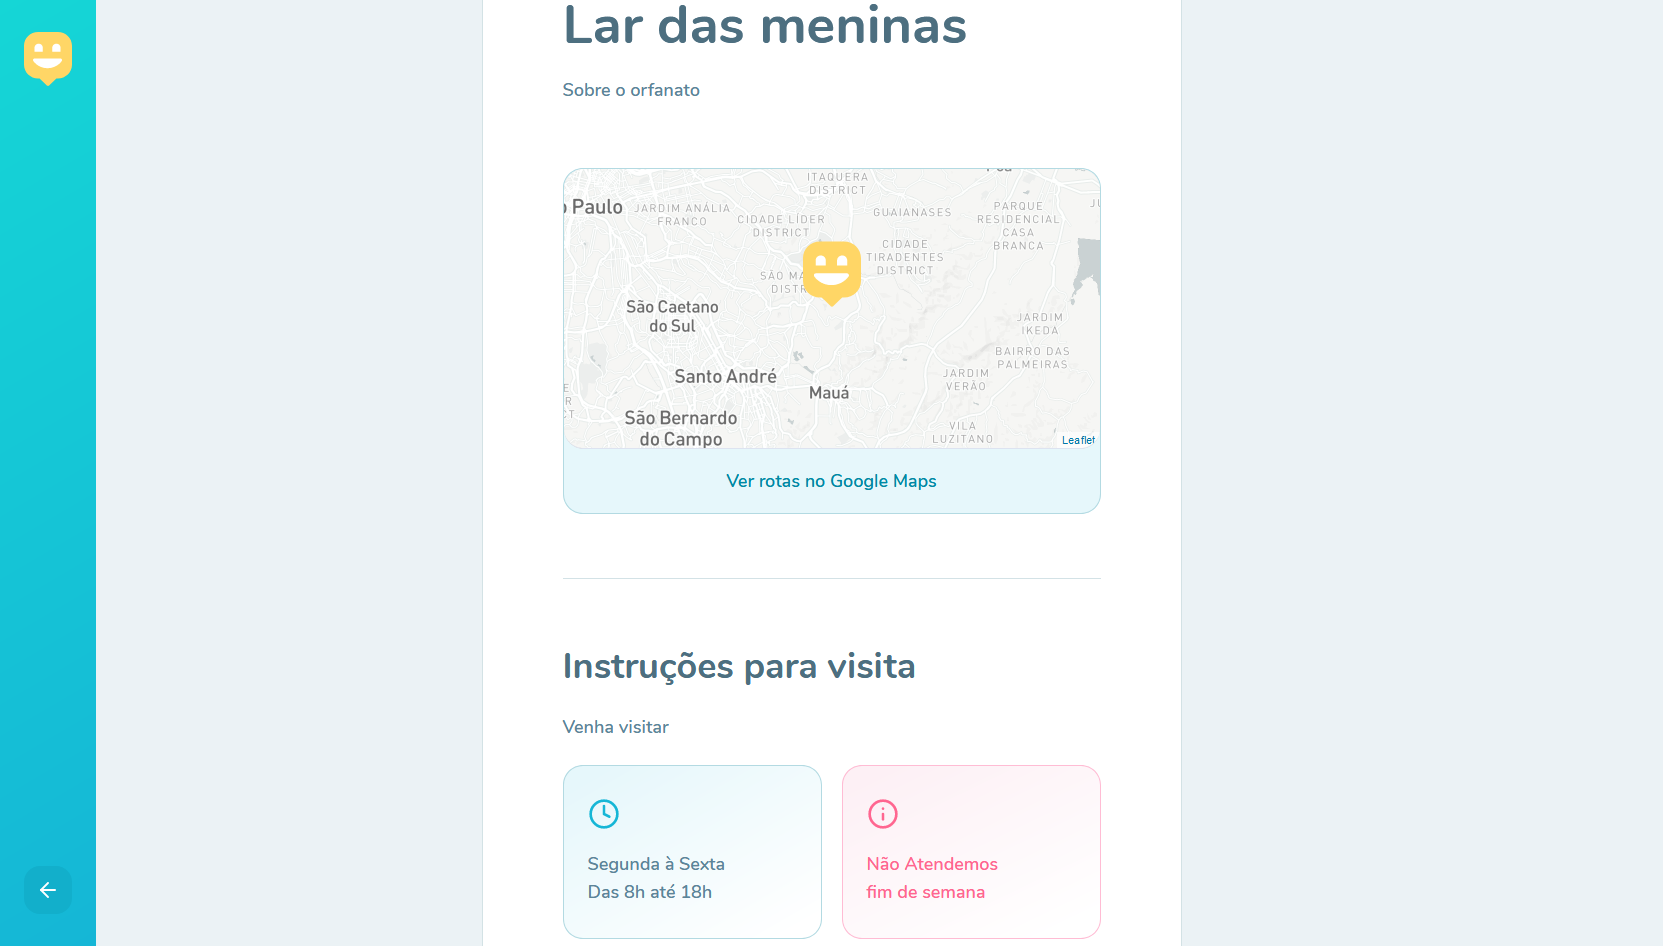 Lar das meninas
Sobre o orfanato
ITAQUERA
DISTRICT
Paulo
JARDIM ANÁLIA
FRANCO
CIDADE LÍDER
DISTRICT
GUAIANASES
PARQUE
RESIDENCIAL
CASA
BRANCA
CIDADE
TIRADENTES
DISTRICT
SÃO MA
DISTR
São Caetano
do Sul
JARDIM
IKEDA
BAIRRO DAS
PALMEIRAS
Santo André
Mauá
JARDIM
VERÃO
São Bernardo
do Campo
VILA
LUZITANO
Leaflet
Ver rotas no Google Maps
Instruções para visita
Venha visitar
Segunda à Sexta
Das 8h até 18h
Não Atendemos
fim de semana